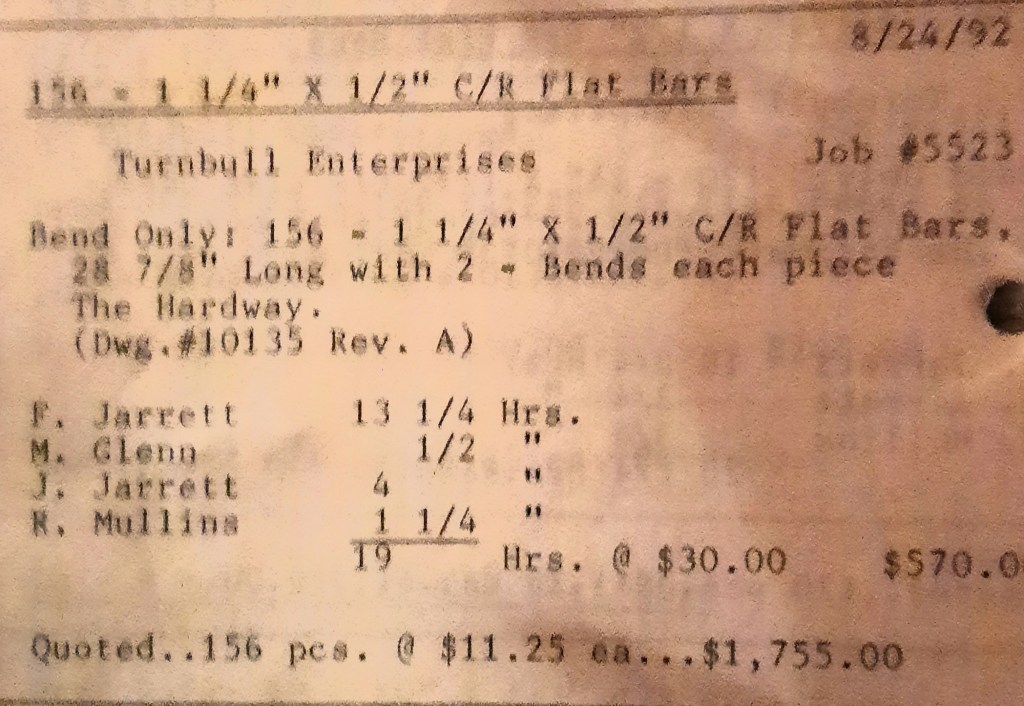 8/24/92
156 - 1 1/4" X 1/2" C/R Flat Bars
Turnbull Enterprises Job #5523
Bend Only: 156 - 1 1/4" X 1/2" C/R Flat Bars,
28 7/8" Long with 2 - Bends each piece
The Hardway.
(Dwg.#10135 Rev. A)
F. Jarrett 13 1/4 Hrs.
M. Glenn 1/2 "
J. Jarrett 4 "
R. Mullins 1 1/4 "
19 Hrs. @ $30.00 $570.0
Quoted..156 pcs. @ $11.25 ea...$1,755.00